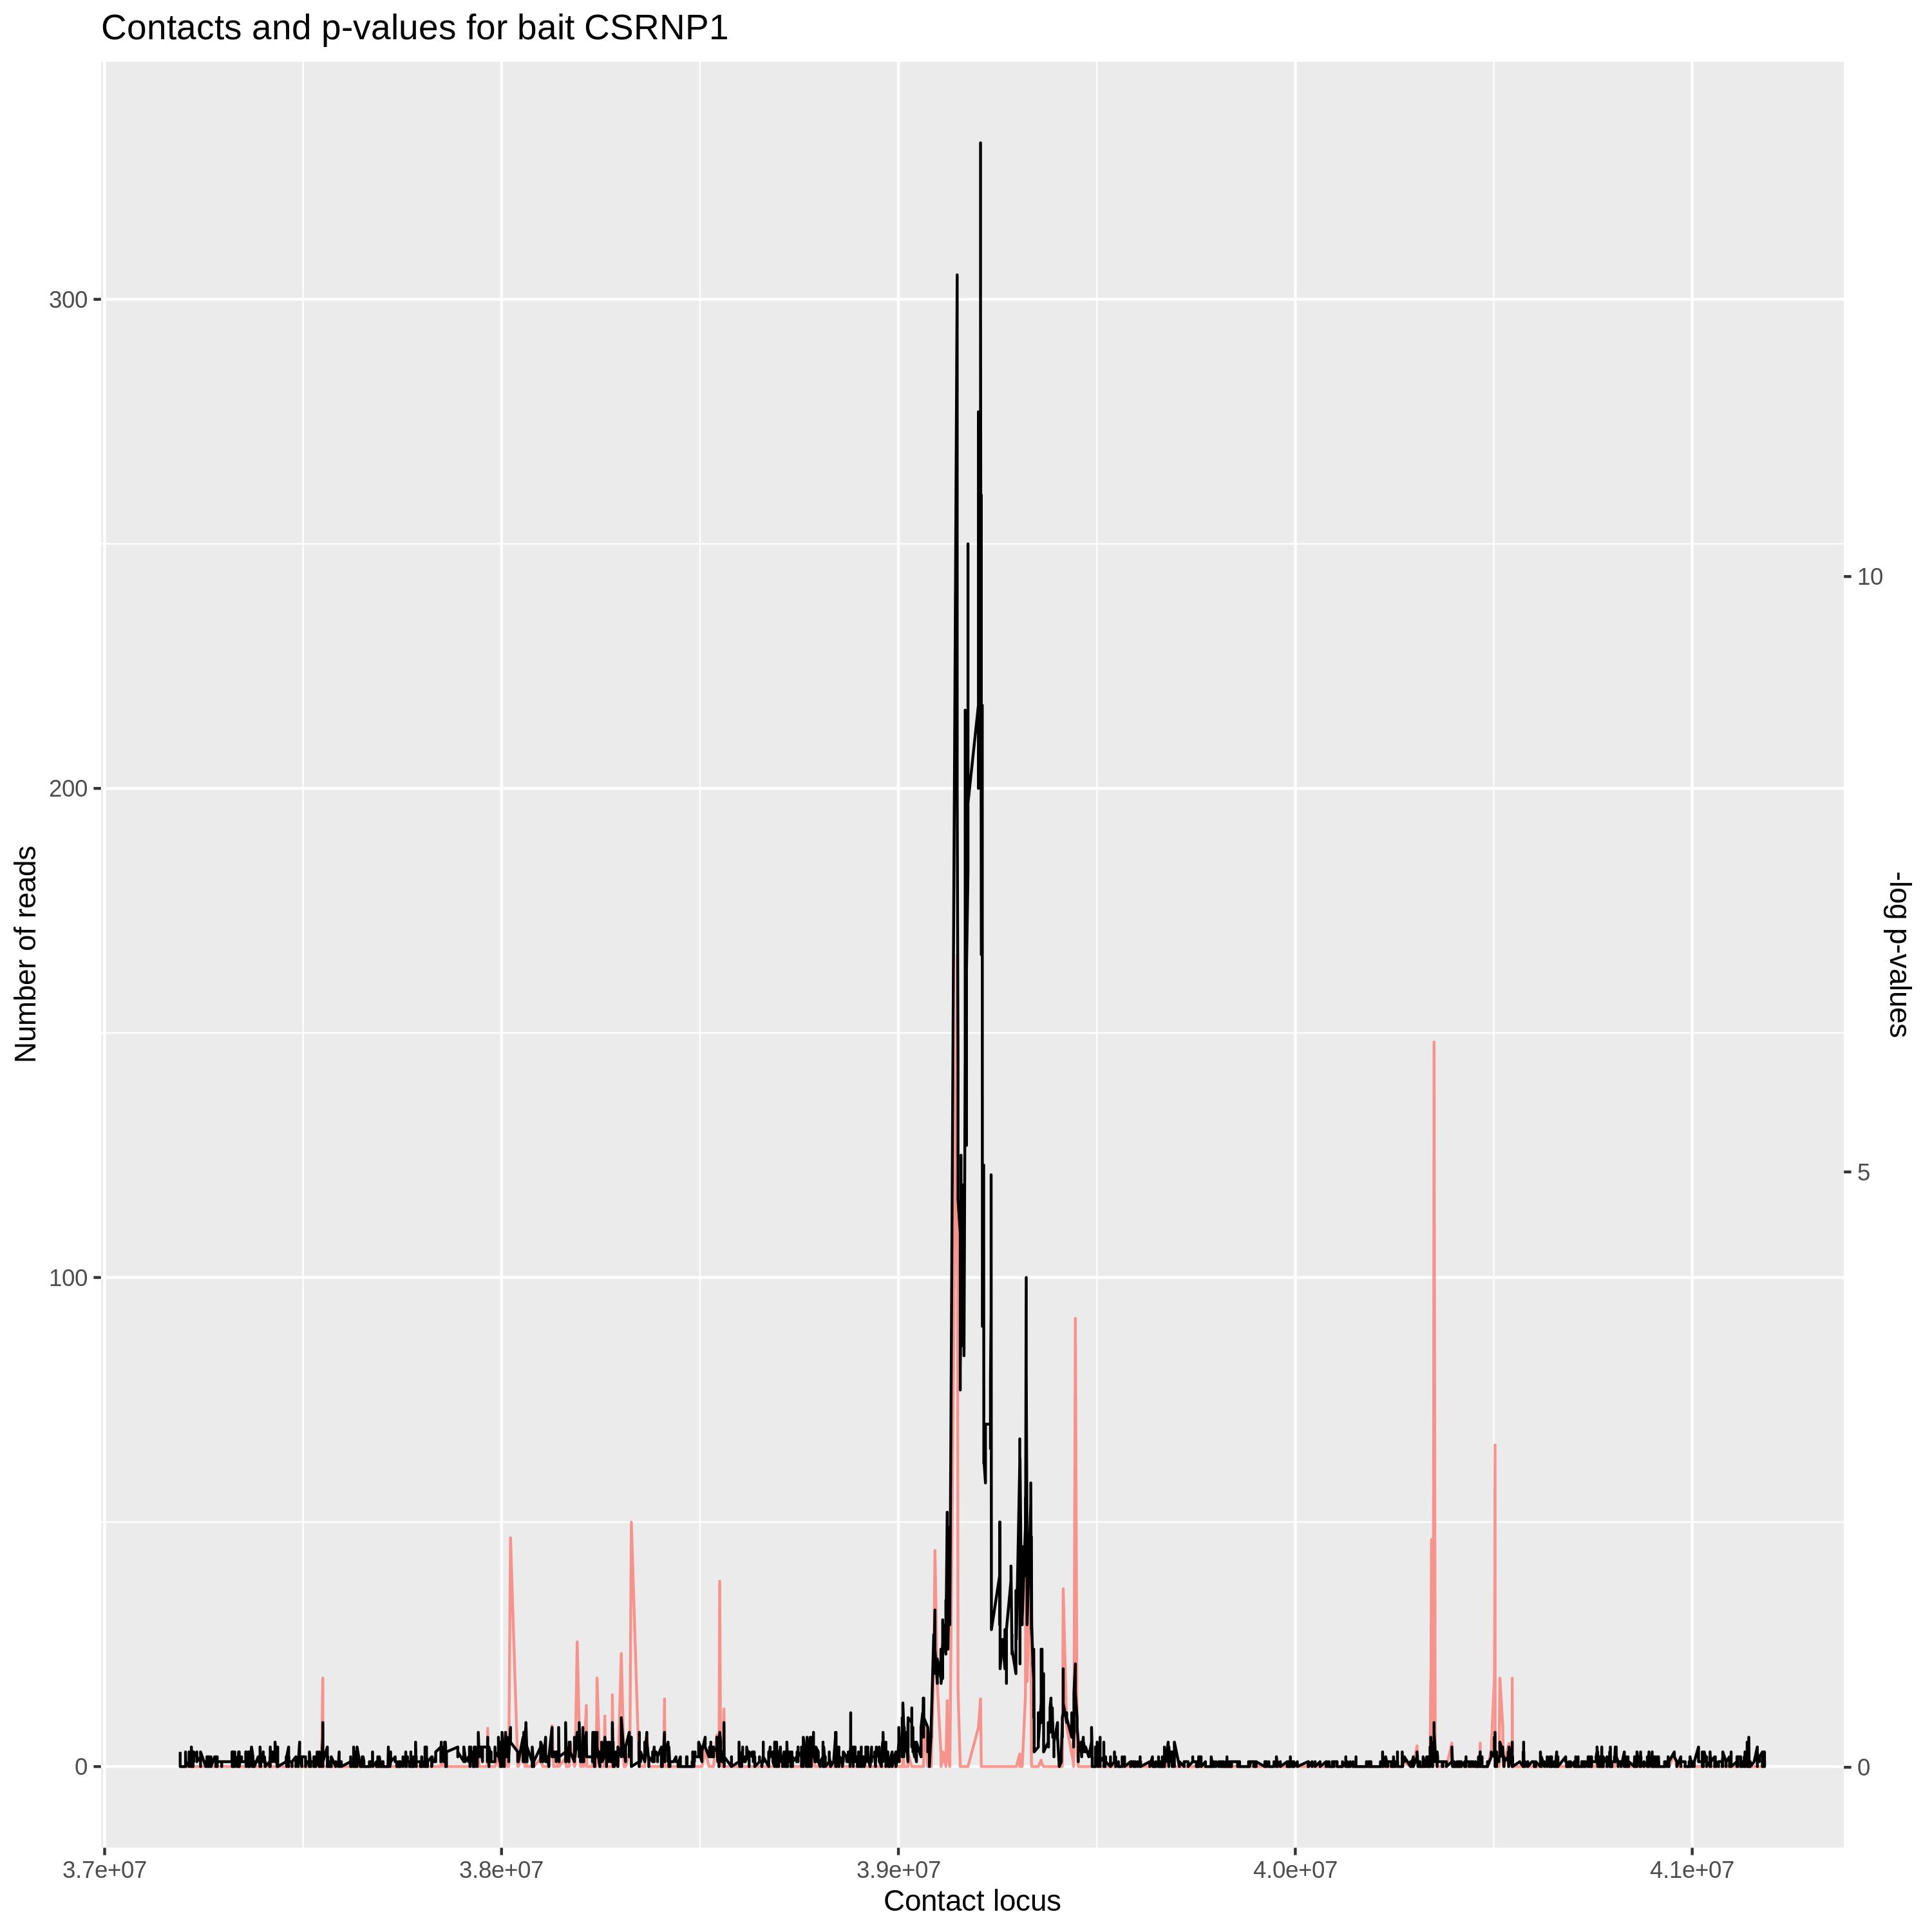 Contacts and p-values for bait CSRNP1
300
200
100
0
Number of reads
10
5
0
-log p-values
3.7e+07 3.8e+07 3.9e+07 4.0e+07 4.1e+07
Contact locus